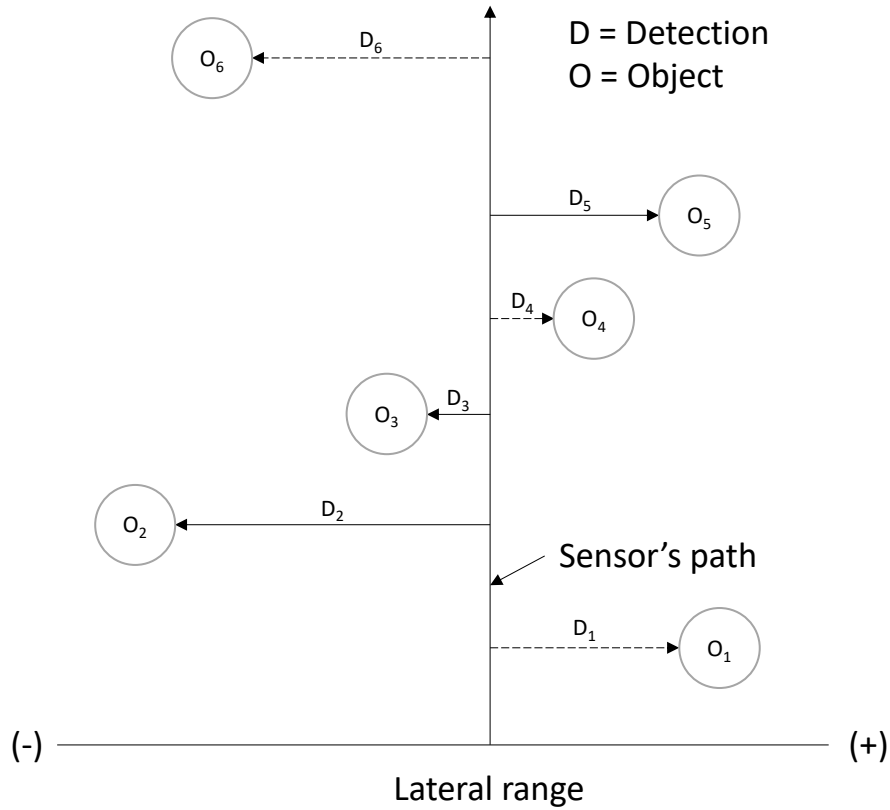 D = Detection
O = Object
D₆
O₆
D₅
O₅
D₄
O₄
D₃
O₃
D₂
O₂
Sensor’s path
D₁
O₁
(-)
(+)
Lateral range